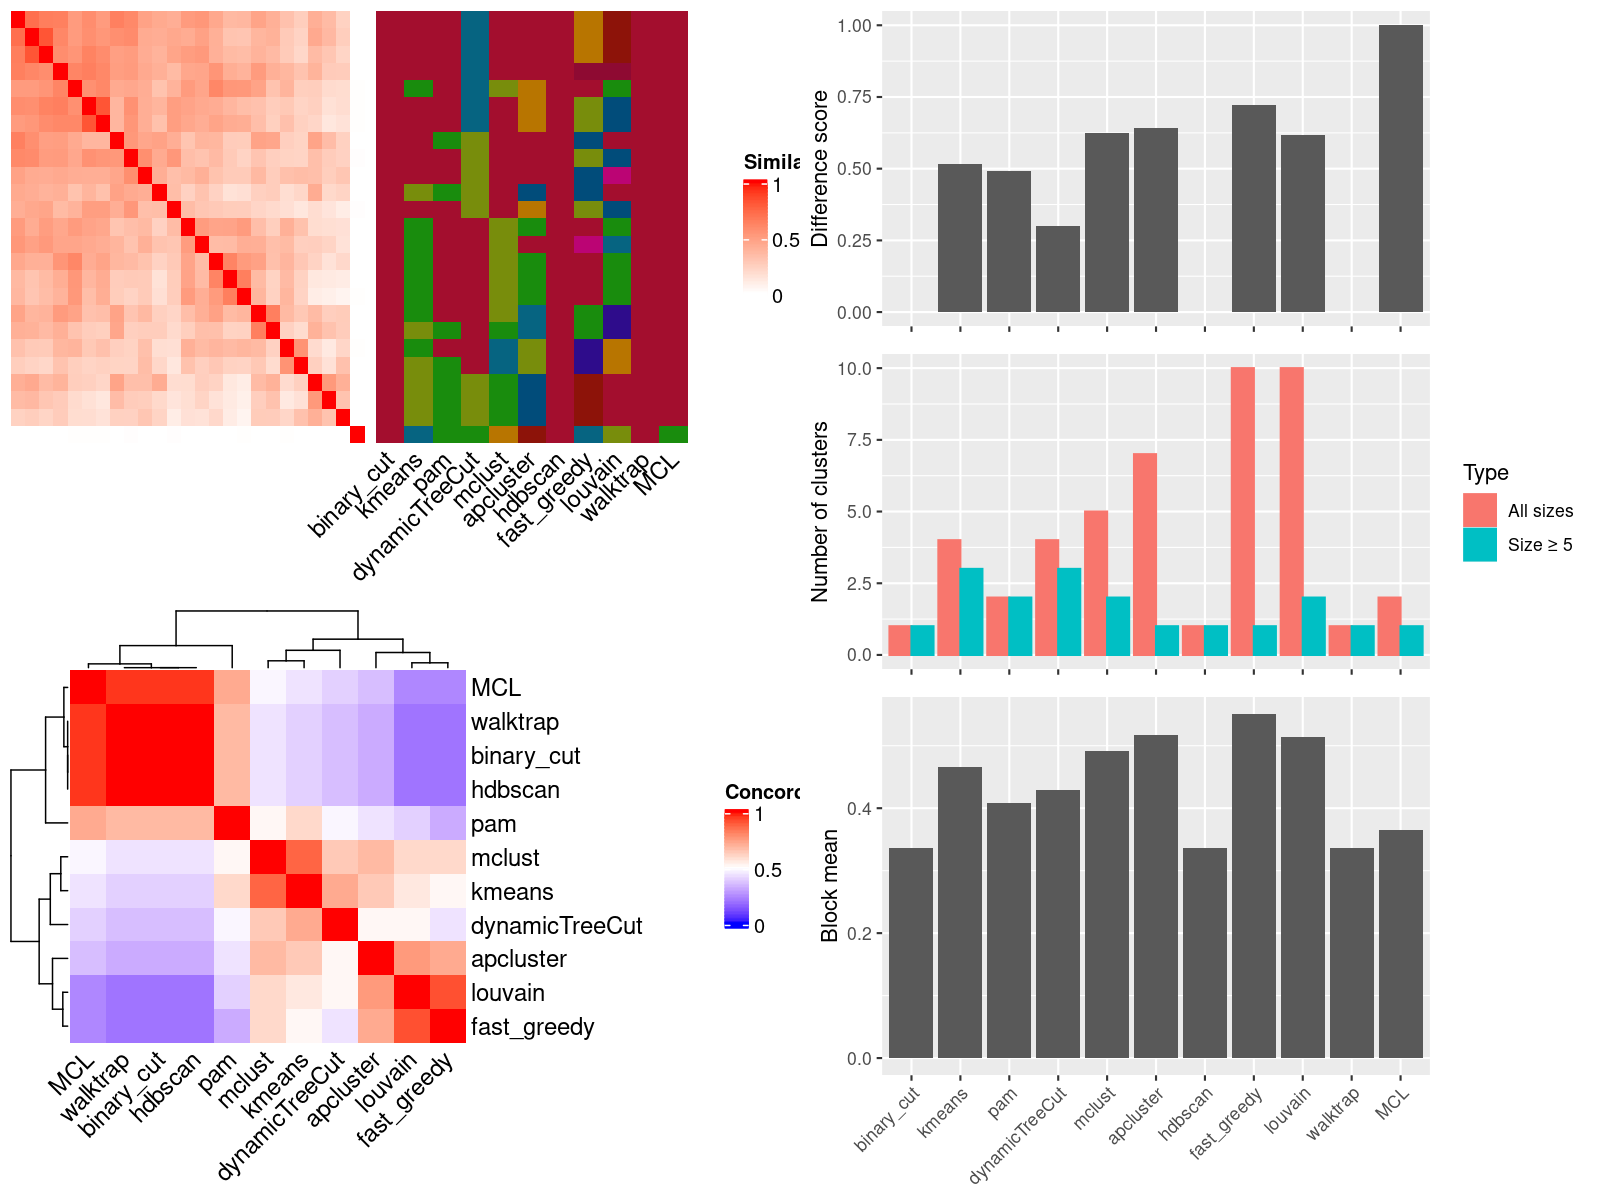 Simila
1
0.5
0
binary_cut
kmeans
pam
dynamicTreeCut
mclust
apcluster
hdbscan
fast_greedy
louvain
walktrap
MCL
Difference score
1.00
0.75
0.50
0.25
0.00
Number of clusters
10.0
7.5
5.0
2.5
0.0
Type
All sizes
Size ≥ 5
MCL
walktrap
binary_cut
hdbscan
pam
mclust
kmeans
dynamicTreeCut
apcluster
louvain
fast_greedy
MCL
walktrap
binary_cut
hdbscan
pam
mclust
kmeans
dynamicTreeCut
apcluster
louvain
fast_greedy
Concord
1
0.5
0
Block mean
0.4
0.2
0.0
binary_cut
kmeans
pam
dynamicTreeCut
mclust
apcluster
hdbscan
fast_greedy
louvain
walktrap
MCL